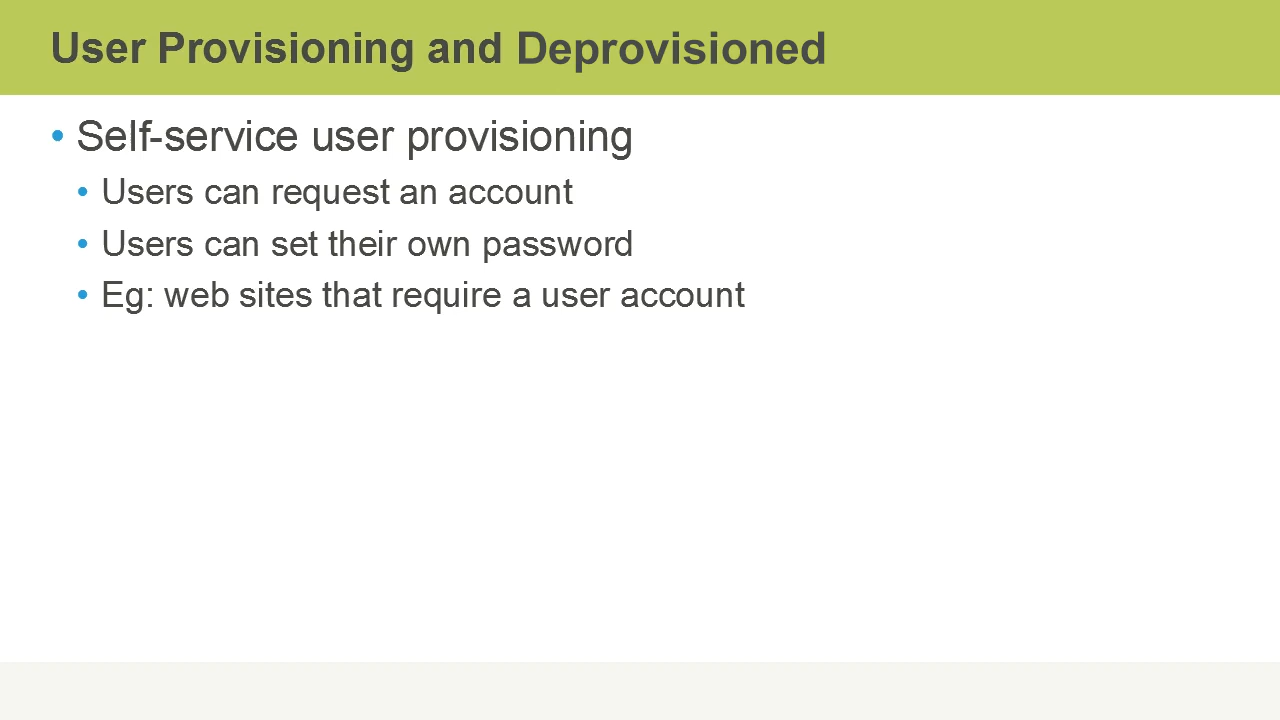 User Provisioning and Deprovisioned
• Self-service user provisioning
• Users can request an account
• Users can set their own password
• Eg: web sites that require a user account